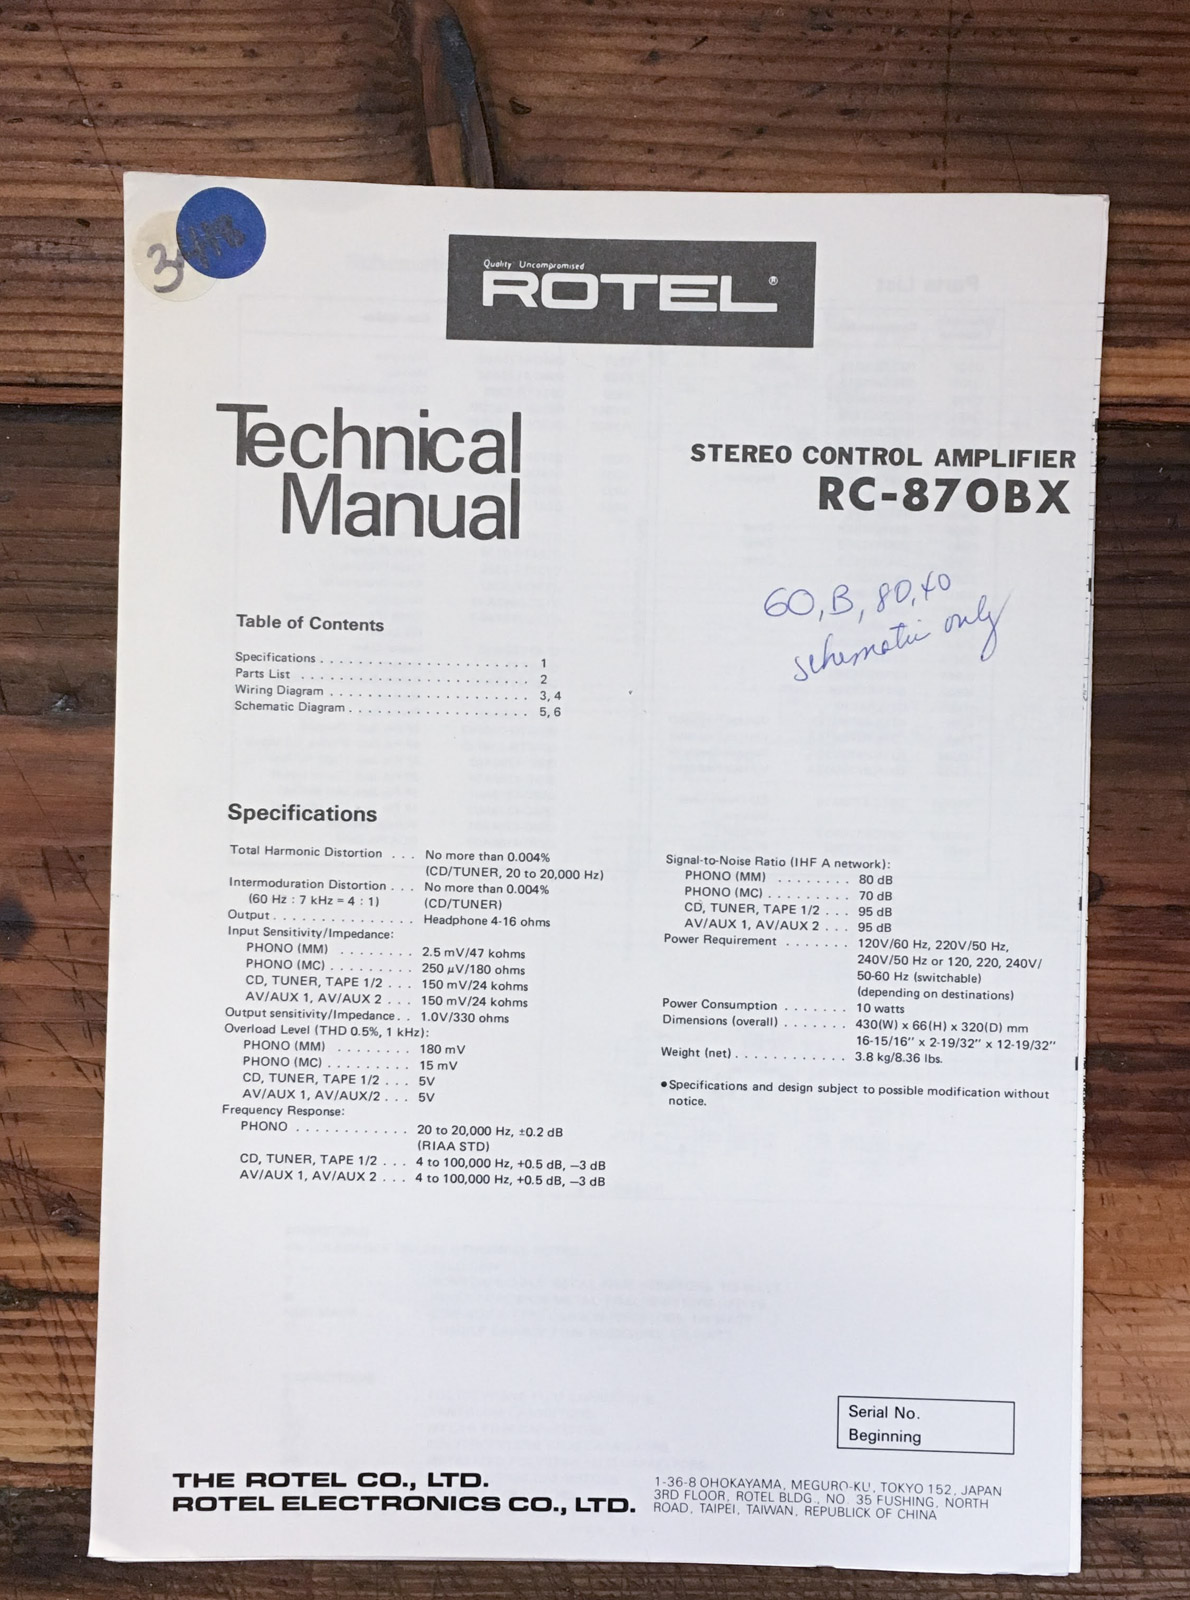 Quality Uncompromised
ROTEL®
Technical
Manual
STEREO CONTROL AMPLIFIER
RC-870BX
60, B, 80, 40
schematic only
Table of Contents
Specifications . . . . . . . . . . . . . . . . . . . . . . 1
Parts List . . . . . . . . . . . . . . . . . . . . . . . . 2
Wiring Diagram . . . . . . . . . . . . . . . . . . . . . 3, 4
Schematic Diagram . . . . . . . . . . . . . . . . . . . 5, 6
Specifications
Total Harmonic Distortion . . . No more than 0.004%
(CD/TUNER, 20 to 20,000 Hz)
Intermoduration Distortion . . . No more than 0.004%
(60 Hz : 7 kHz = 4 : 1) (CD/TUNER)
Output . . . . . . . . . . . . . . . Headphone 4-16 ohms
Input Sensitivity/Impedance:
PHONO (MM) . . . . . . . . 2.5 mV/47 kohms
PHONO (MC) . . . . . . . . . 250 μV/180 ohms
CD, TUNER, TAPE 1/2 . . . 150 mV/24 kohms
AV/AUX 1, AV/AUX 2 . . . 150 mV/24 kohms
Output sensitivity/Impedance . . 1.0V/330 ohms
Overload Level (THD 0.5%, 1 kHz):
PHONO (MM) . . . . . . . . 180 mV
PHONO (MC) . . . . . . . . . 15 mV
CD, TUNER, TAPE 1/2 . . . 5V
AV/AUX 1, AV/AUX/2 . . . 5V
Frequency Response:
PHONO . . . . . . . . . . . . 20 to 20,000 Hz, ±0.2 dB
(RIAA STD)
CD, TUNER, TAPE 1/2 . . . 4 to 100,000 Hz, +0.5 dB, −3 dB
AV/AUX 1, AV/AUX 2 . . . 4 to 100,000 Hz, +0.5 dB, −3 dB
Signal-to-Noise Ratio (IHF A network):
PHONO (MM) . . . . . . . . 80 dB
PHONO (MC) . . . . . . . . . 70 dB
CD, TUNER, TAPE 1/2 . . . 95 dB
AV/AUX 1, AV/AUX 2 . . . 95 dB
Power Requirement . . . . . . . 120V/60 Hz, 220V/50 Hz,
240V/50 Hz or 120, 220, 240V/
50-60 Hz (switchable)
(depending on destinations)
Power Consumption . . . . . . . 10 watts
Dimensions (overall) . . . . . . . 430(W) x 66(H) x 320(D) mm
16-15/16" x 2-19/32" x 12-19/32"
Weight (net) . . . . . . . . . . . . 3.8 kg/8.36 lbs.
●Specifications and design subject to possible modification without
notice.
Serial No.
Beginning
THE ROTEL CO., LTD.
ROTEL ELECTRONICS CO., LTD.
1-36-8 OHOKAYAMA, MEGURO-KU, TOKYO 152, JAPAN
3RD FLOOR, ROTEL BLDG., NO. 35 FUSHING, NORTH
ROAD, TAIPEI, TAIWAN, REPUBLICK OF CHINA